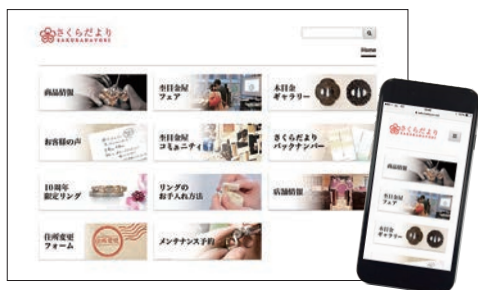 さくらだより
SAKURADAYORI
Home
商品情報
杢目金屋
フェア
木目金
ギャラリー
お客様の声
杢目金屋
コミュニティ
さくらだより
バックナンバー
10周年
限定リング
リングの
お手入れ方法
店舗情報
住所変更
フォーム
メンテナンス予約
さくらだより
商品情報
杢目金屋
フェア
木目金
ギャラリー